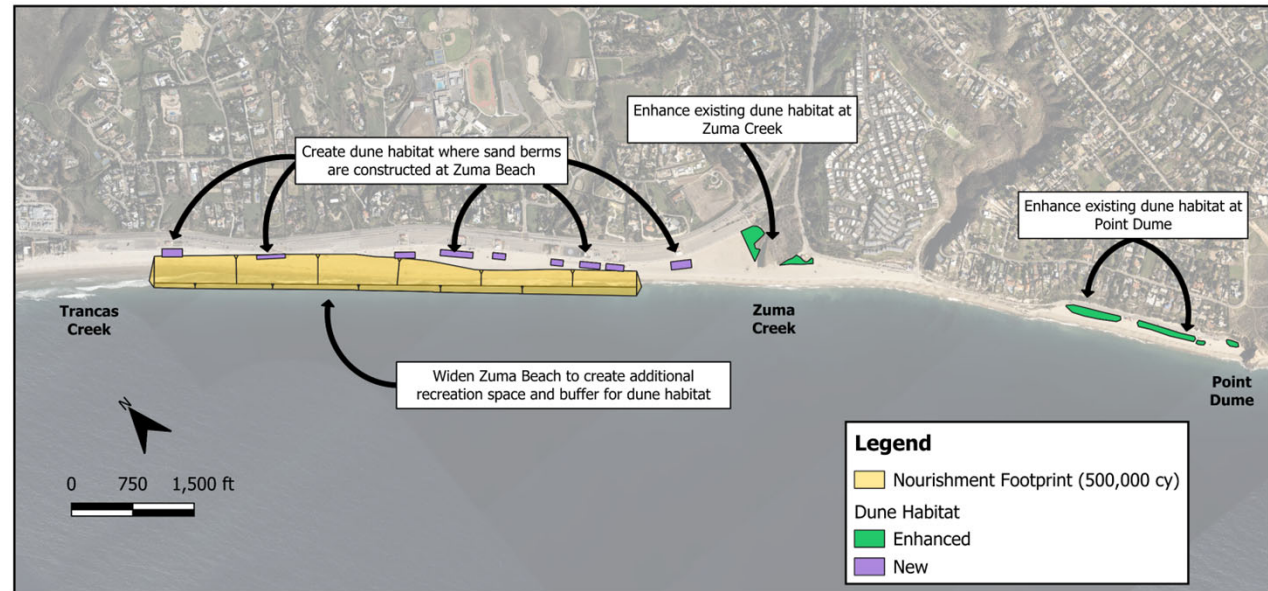 Enhance existing dune habitat at
Zuma Creek
Create dune habitat where sand berms
are constructed at Zuma Beach
Enhance existing dune habitat at
Point Dume
Trancas
Creek
Zuma
Creek
Point
Dume
Widen Zuma Beach to create additional
recreation space and buffer for dune habitat
N
0 750 1,500 ft
Legend
Nourishment Footprint (500,000 cy)
Dune Habitat
Enhanced
New